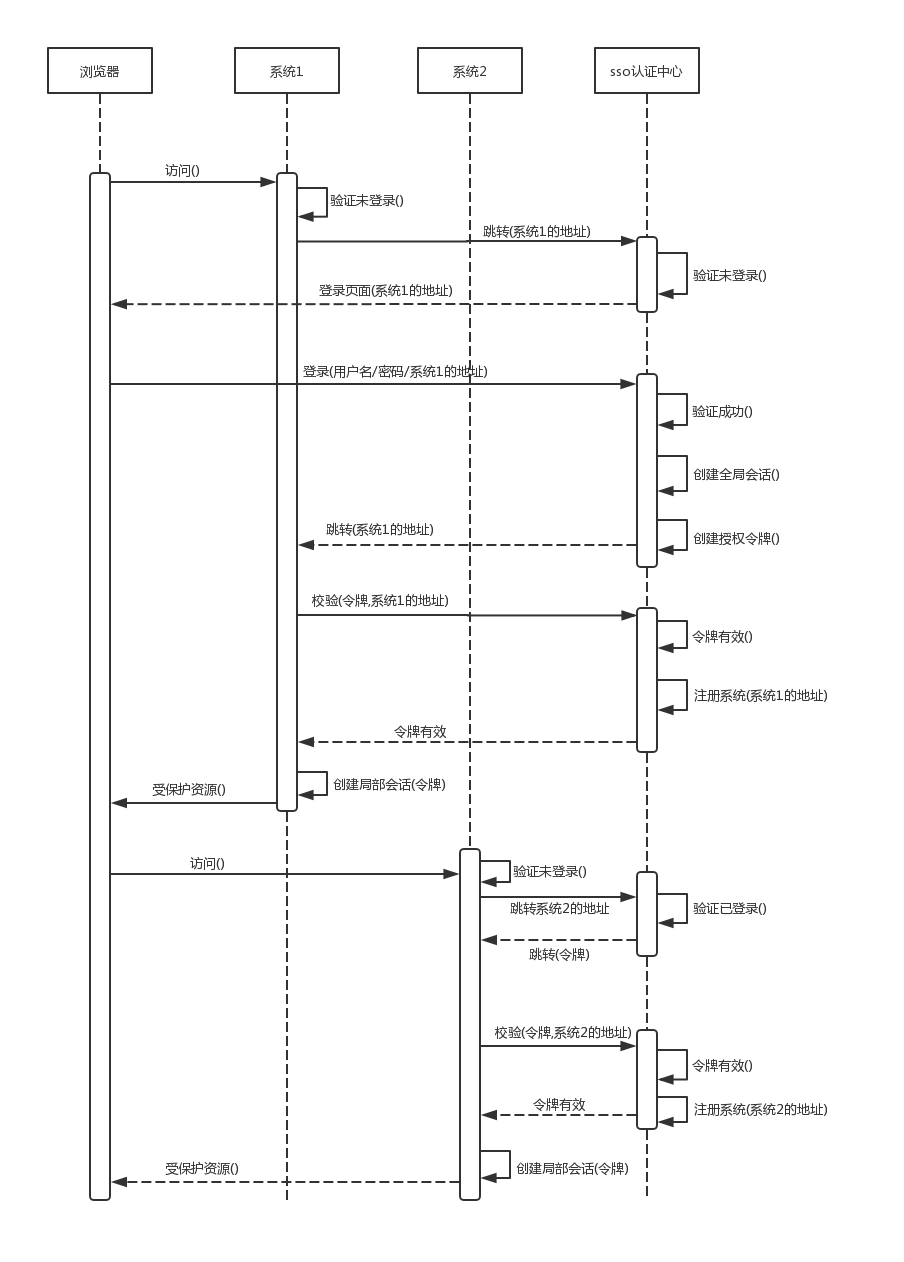 浏览器
系统1
系统2
sso认证中心
访问()
验证未登录()
跳转(系统1的地址)
验证未登录()
登录页面(系统1的地址)
登录(用户名/密码/系统1的地址)
验证成功()
创建全局会话()
跳转(系统1的地址)
创建授权令牌()
校验(令牌,系统1的地址)
令牌有效()
注册系统(系统1的地址)
令牌有效
创建局部会话(令牌)
受保护资源()
访问()
验证未登录()
跳转系统2的地址
验证已登录()
跳转(令牌)
校验(令牌,系统2的地址)
令牌有效()
令牌有效
注册系统(系统2的地址)
受保护资源()
创建局部会话(令牌)